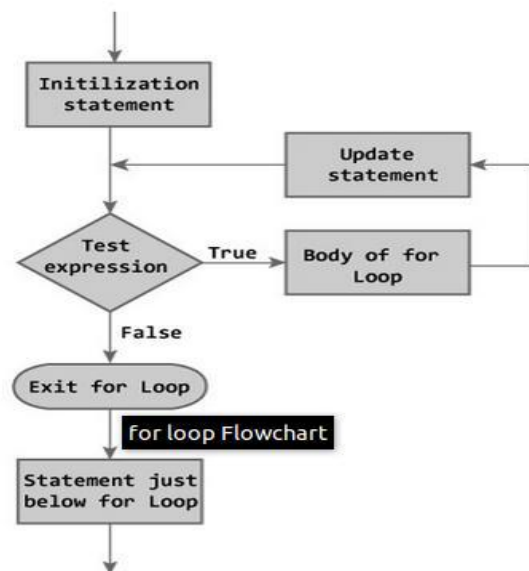 Initilization
statement
Update
statement
Test
expression
True
Body of for
Loop
False
Exit for Loop
for loop Flowchart
Statement just
below for Loop